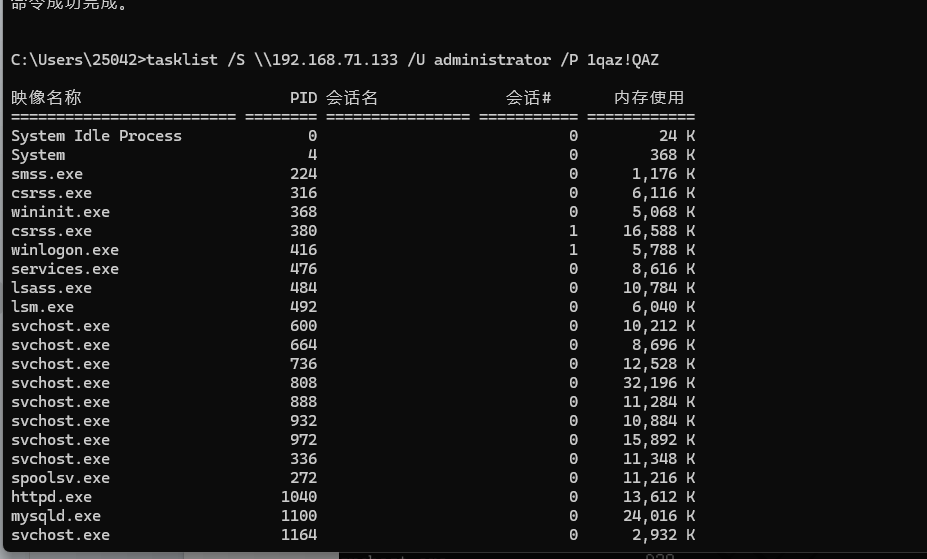 命令成功完成。
C:\Users\25042>tasklist /S \\192.168.71.133 /U administrator /P 1qaz!QAZ
映像名称                       PID 会话名              会话#       内存使用
========================= ======== ================ =========== ============
System Idle Process              0                            0         24 K
System                           4                            0        368 K
smss.exe                       224                            0      1,176 K
csrss.exe                      316                            0      6,116 K
wininit.exe                    368                            0      5,068 K
csrss.exe                      380                            1     16,588 K
winlogon.exe                   416                            1      5,788 K
services.exe                   476                            0      8,616 K
lsass.exe                      484                            0     10,784 K
lsm.exe                        492                            0      6,040 K
svchost.exe                    600                            0     10,212 K
svchost.exe                    664                            0      8,696 K
svchost.exe                    736                            0     12,528 K
svchost.exe                    808                            0     32,196 K
svchost.exe                    888                            0     11,284 K
svchost.exe                    932                            0     10,884 K
svchost.exe                    972                            0     15,892 K
svchost.exe                    336                            0     11,348 K
spoolsv.exe                    272                            0     11,216 K
httpd.exe                     1040                            0     13,612 K
mysqld.exe                    1100                            0     24,016 K
svchost.exe                   1164                            0      2,932 K